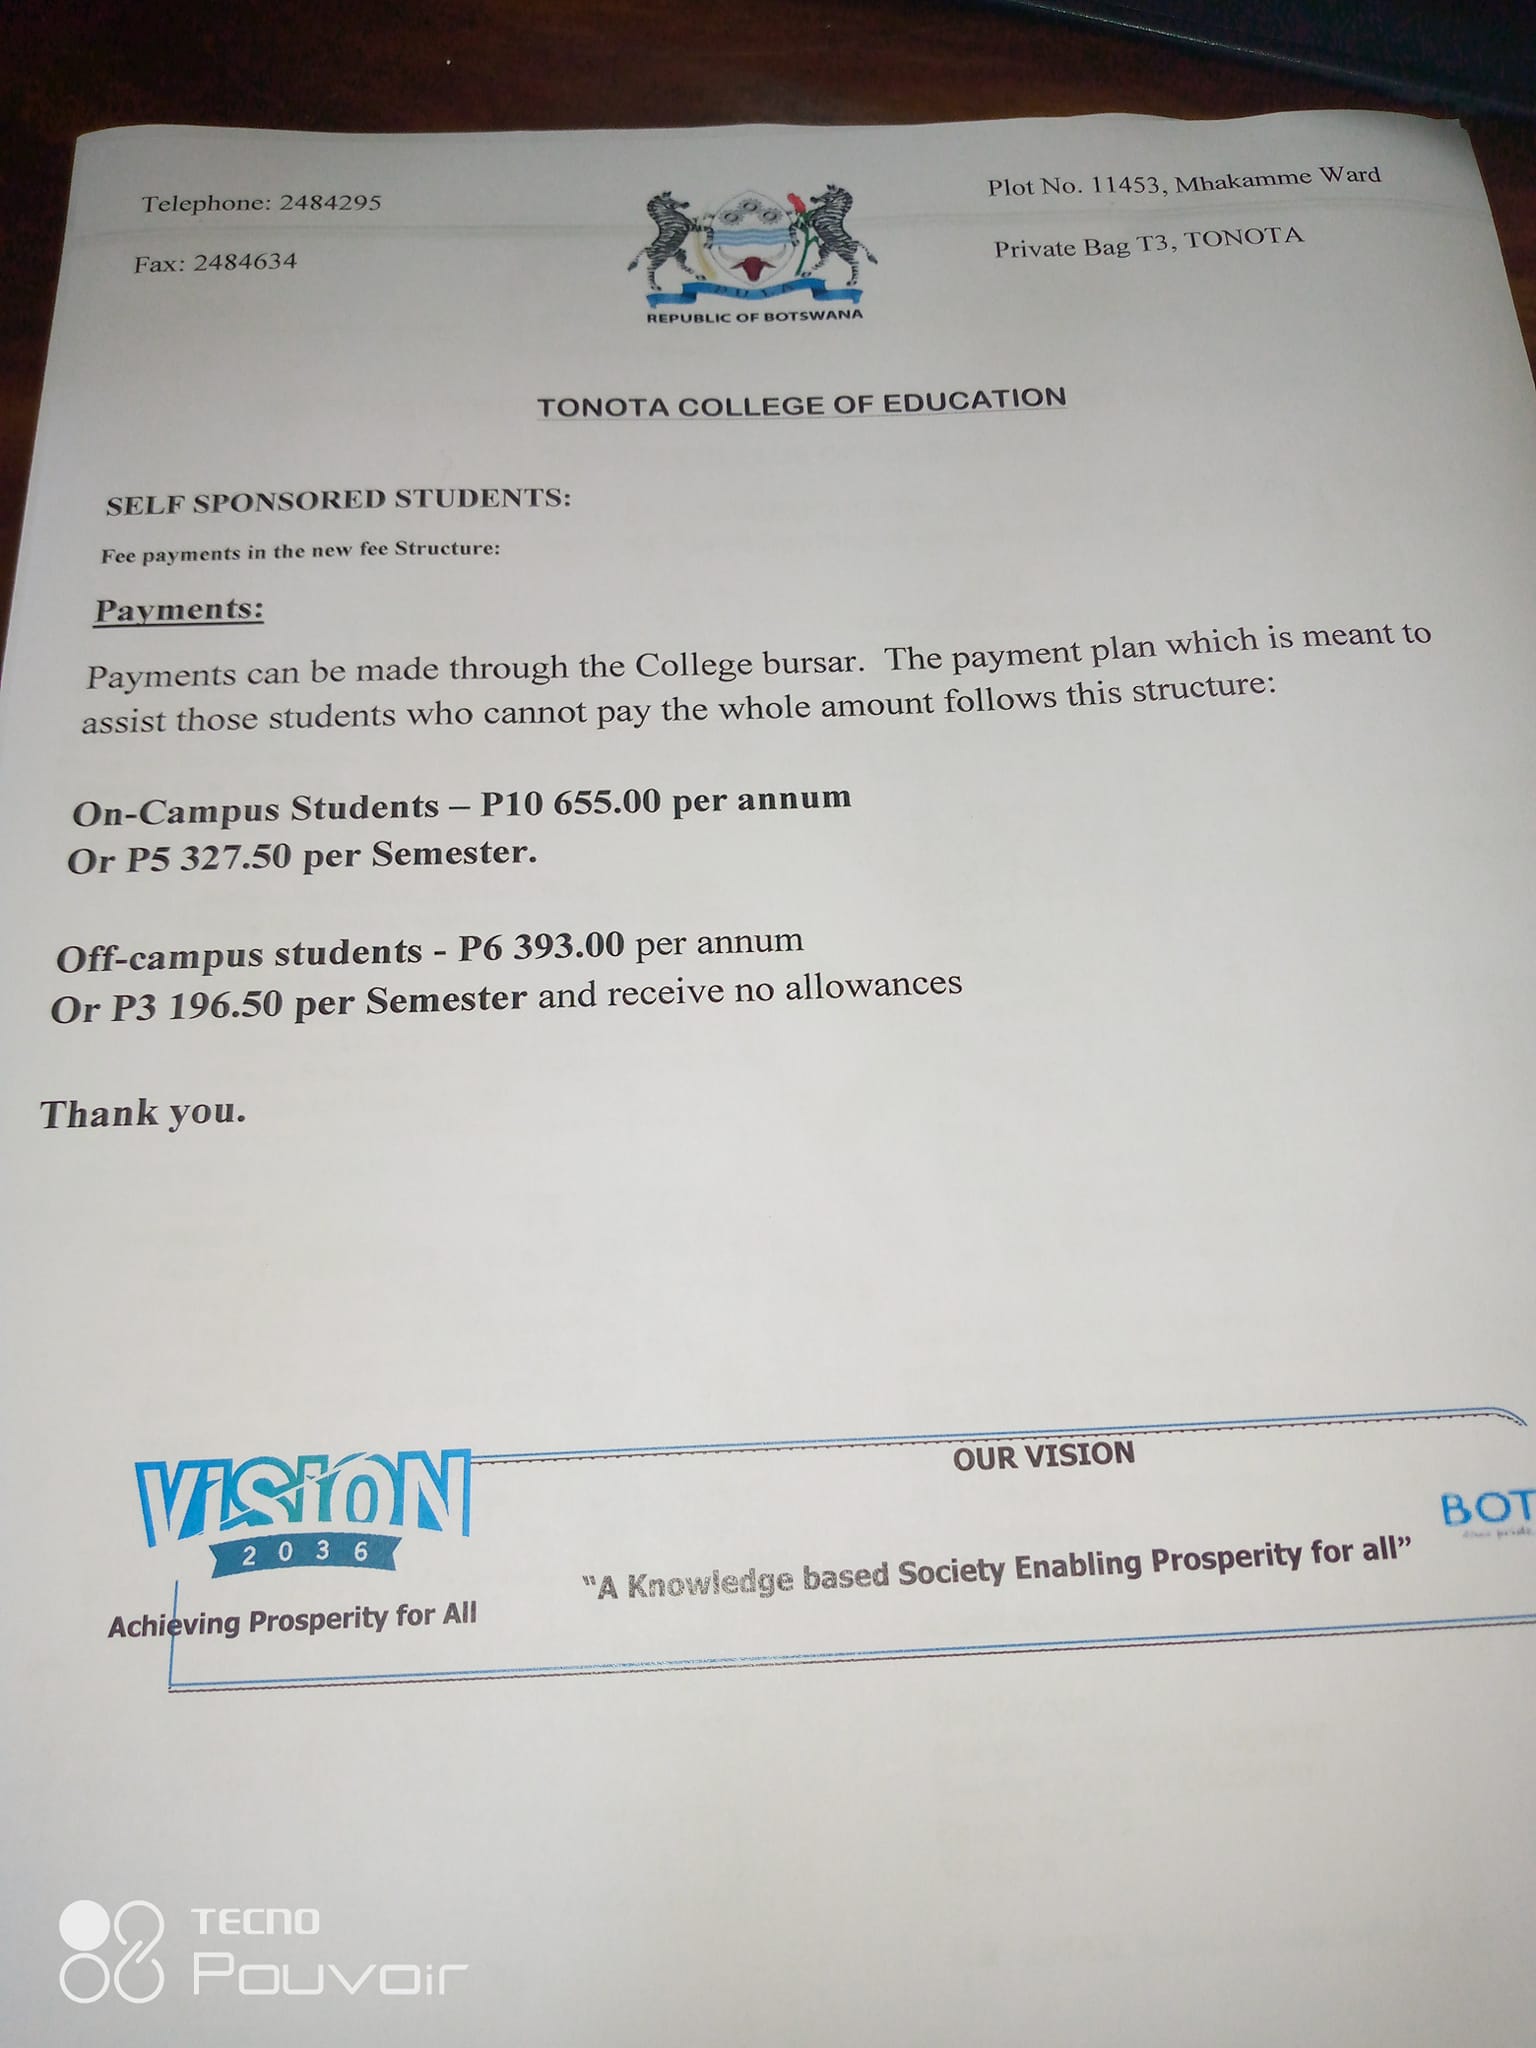 Telephone: 2484295
Fax: 2484634
PULA
REPUBLIC OF BOTSWANA
Plot No. 11453, Mhakamme Ward
Private Bag T3, TONOTA
TONOTA COLLEGE OF EDUCATION
SELF SPONSORED STUDENTS:
Fee payments in the new fee Structure:
Payments:
Payments can be made through the College bursar. The payment plan which is meant to
assist those students who cannot pay the whole amount follows this structure:
On-Campus Students – P10 655.00 per annum
Or P5 327.50 per Semester.
Off-campus students - P6 393.00 per annum
Or P3 196.50 per Semester and receive no allowances
Thank you.
VISION
2036
Achieving Prosperity for All
OUR VISION
"A Knowledge based Society Enabling Prosperity for all”
BOT
TECNO
Pouvoir